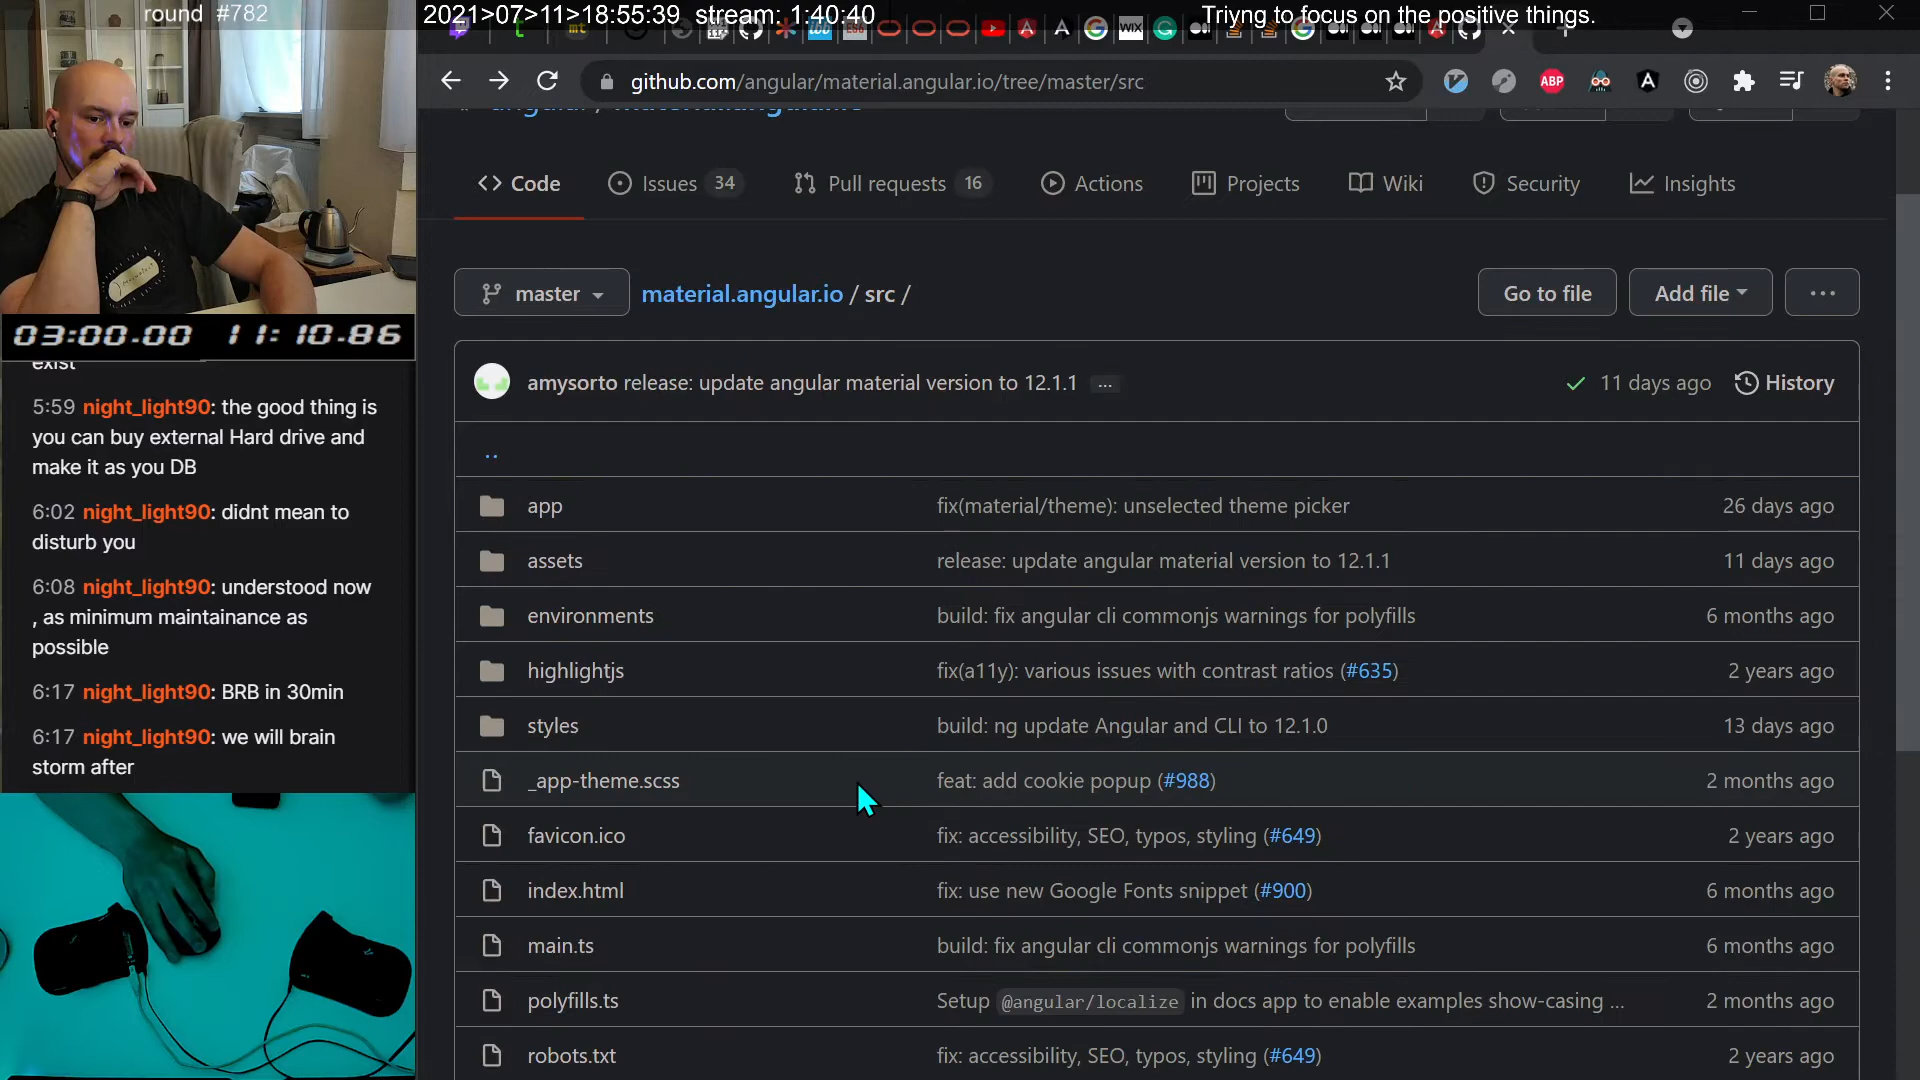 round #782
2021>07>11>18:55:39 stream: 1:40:40
Triyng to focus on the positive things.
github.com/angular/material.angular.io/tree/master/src
ABP
Code
Issues 34
Pull requests 16
Actions
Projects
Wiki
Security
Insights
master
material.angular.io / src /
Go to file
Add file
03:00.00 11:10.86
exist
5:59 night_light90: the good thing is
you can buy external Hard drive and
make it as you DB
6:02 night_light90: didnt mean to
disturb you
6:08 night_light90: understood now
, as minimum maintainance as
possible
6:17 night_light90: BRB in 30min
6:17 night_light90: we will brain
storm after
amysorto release: update angular material version to 12.1.1 ...
11 days ago
History
..
app fix(material/theme): unselected theme picker 26 days ago
assets release: update angular material version to 12.1.1 11 days ago
environments build: fix angular cli commonjs warnings for polyfills 6 months ago
highlightjs fix(a11y): various issues with contrast ratios (#635) 2 years ago
styles build: ng update Angular and CLI to 12.1.0 13 days ago
_app-theme.scss feat: add cookie popup (#988) 2 months ago
favicon.ico fix: accessibility, SEO, typos, styling (#649) 2 years ago
index.html fix: use new Google Fonts snippet (#900) 6 months ago
main.ts build: fix angular cli commonjs warnings for polyfills 6 months ago
polyfills.ts Setup @angular/localize in docs app to enable examples show-casing ... 2 months ago
robots.txt fix: accessibility, SEO, typos, styling (#649) 2 years ago